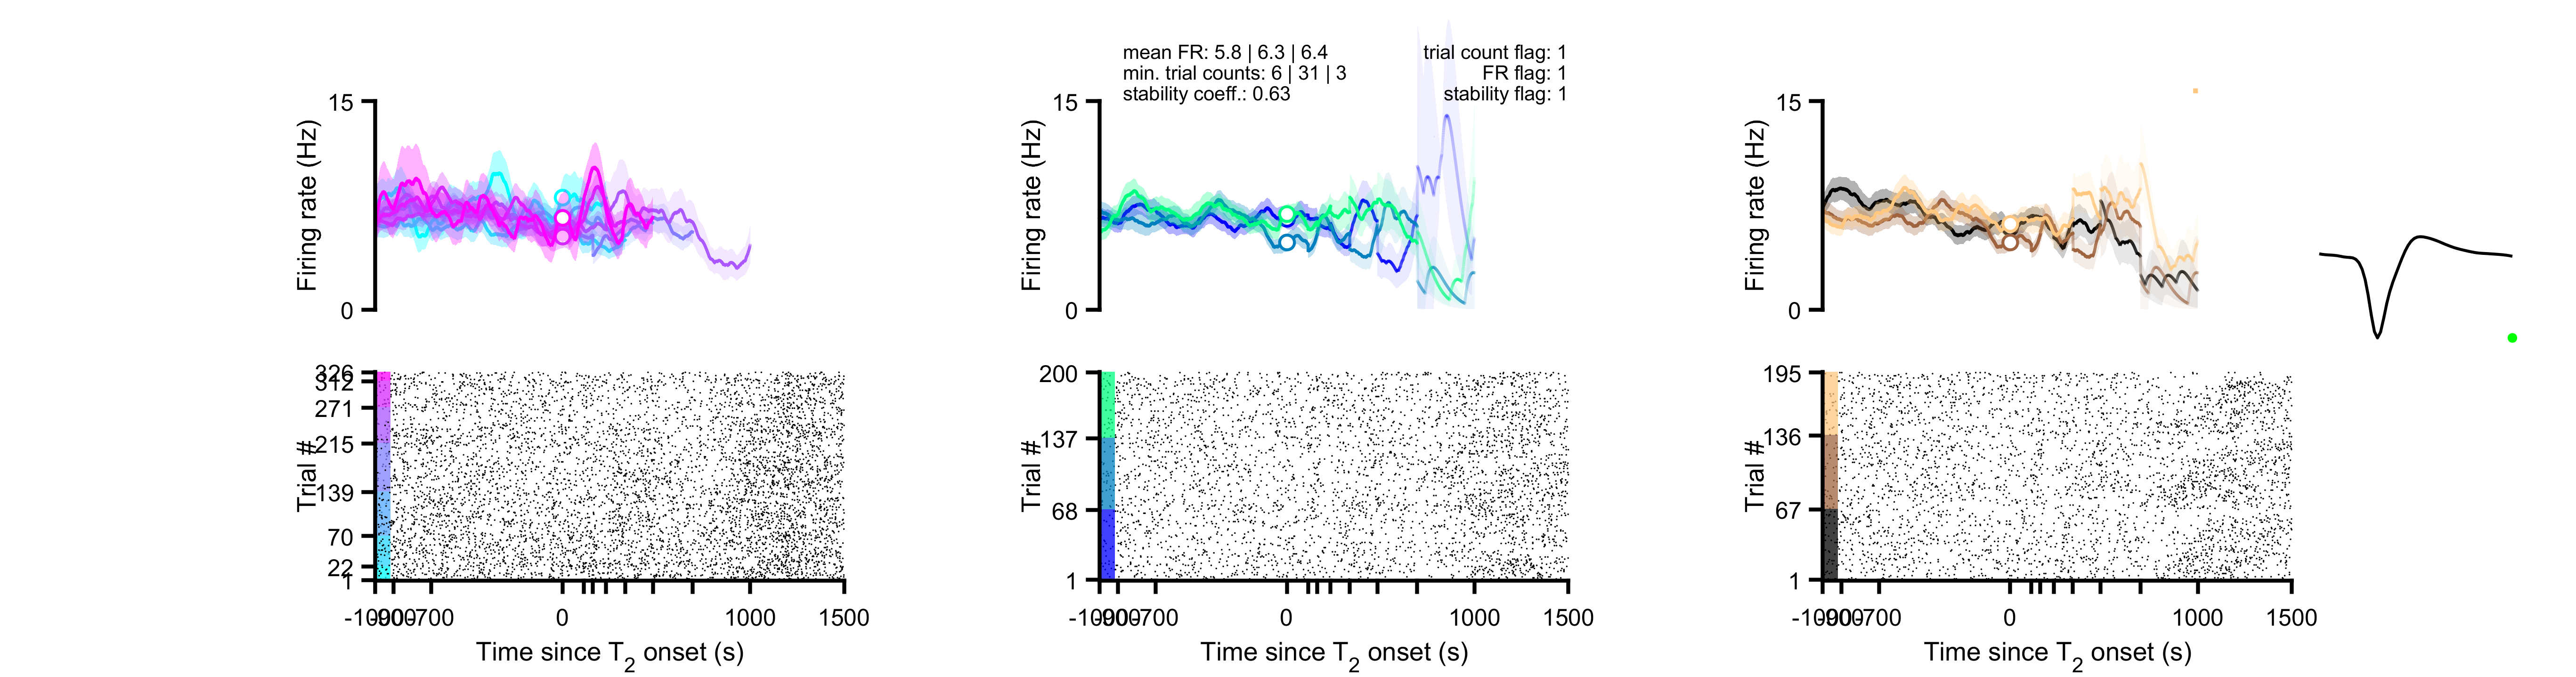 mean FR: 5.8 | 6.3 | 6.4
min. trial counts: 6 | 31 | 3
stability coeff.: 0.63
trial count flag: 1
FR flag: 1
stability flag: 1
15
Firing rate (Hz)
0
15
Firing rate (Hz)
0
15
Firing rate (Hz)
0
326
342
271
215
139
70
22
1
Trial #
0
1000
1500
-700
Time since T2 onset (s)
200
137
68
1
Trial #
-700
0
1000
1500
Time since T2 onset (s)
195
136
67
1
Trial #
-700
0
1000
1500
Time since T2 onset (s)